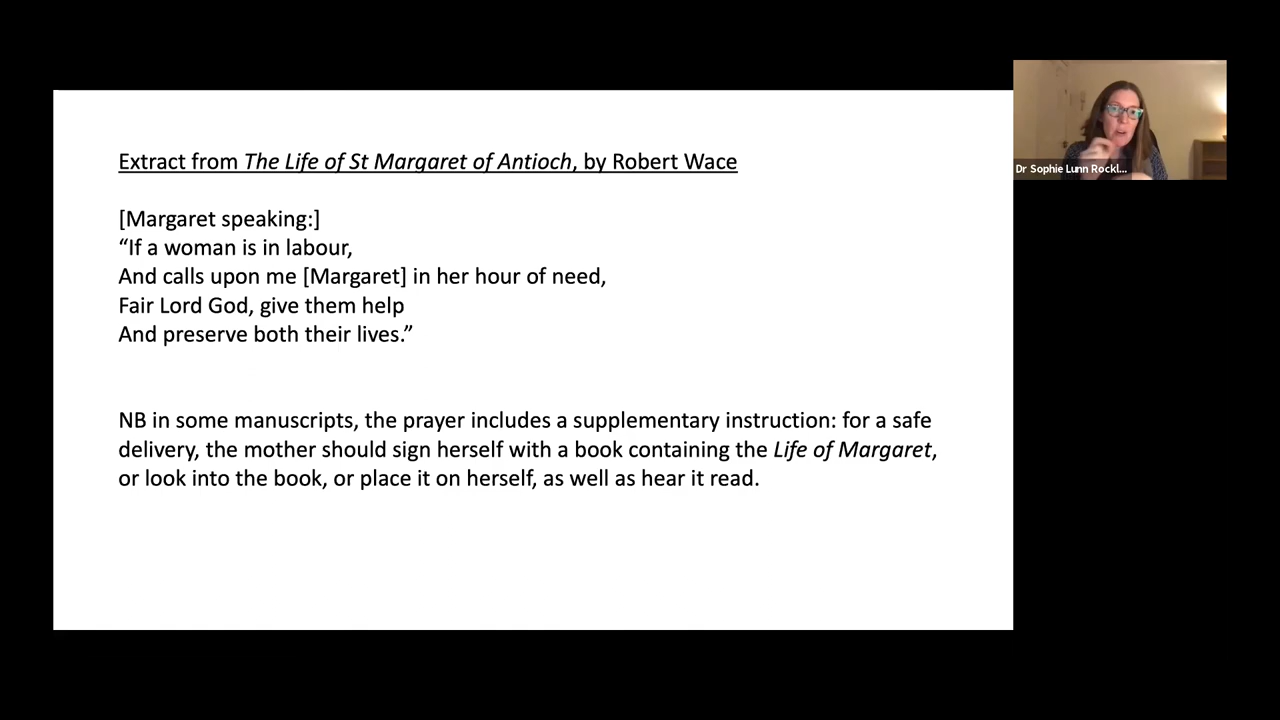 Extract from The Life of St Margaret of Antioch, by Robert Wace
[Margaret speaking:]
“If a woman is in labour,
And calls upon me [Margaret] in her hour of need,
Fair Lord God, give them help
And preserve both their lives.”
NB in some manuscripts, the prayer includes a supplementary instruction: for a safe
delivery, the mother should sign herself with a book containing the Life of Margaret,
or look into the book, or place it on herself, as well as hear it read.
Dr Sophie Lunn Rockl...